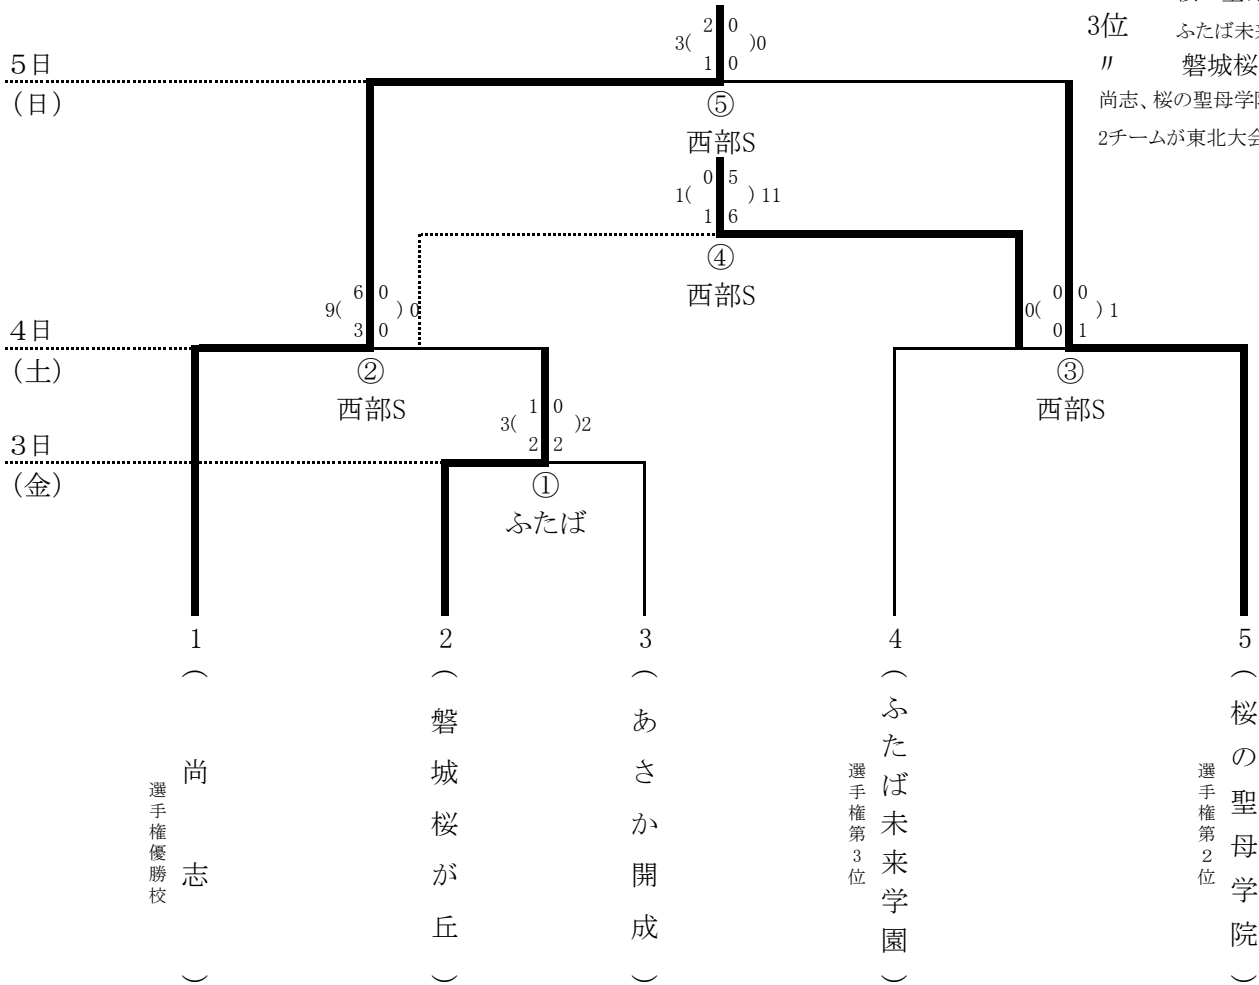 3位 ふたば未
〃 磐城桜
尚志、桜の聖母学
2チームが東北大会
5日
(日)
3( 2 0 )0
1 0
⑤
西部S
1( 0 5 )11
1 6
④
西部S
4日
(土)
9( 6 0 )0
3 0
②
西部S
0( 0 0 )1
0 1
③
西部S
3日
(金)
3( 1 0 )2
2 2
①
ふたば
1
(尚志)
選手権優勝校
2
(磐城桜が丘)
3
(あさか開成)
4
(ふたば未来学園)
選手権第3位
5
(桜の聖母学院)
選手権第2位